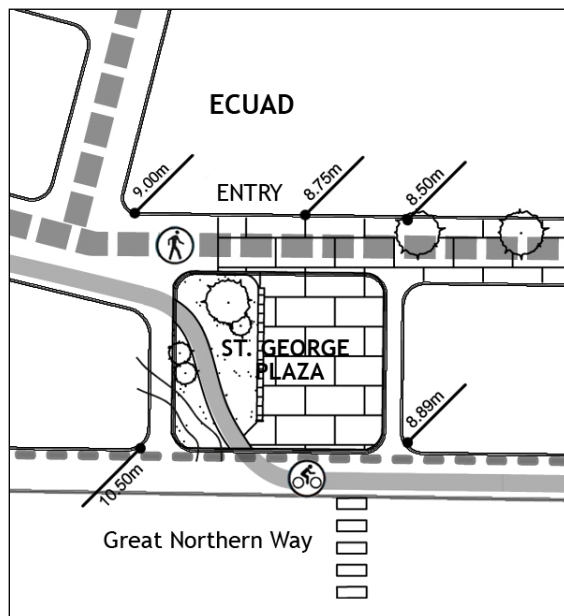 ECUAD
9.00m
ENTRY
8.75m
8.50m
ST. GEORGE
PLAZA
8.89m
10.50m
Great Northern Way